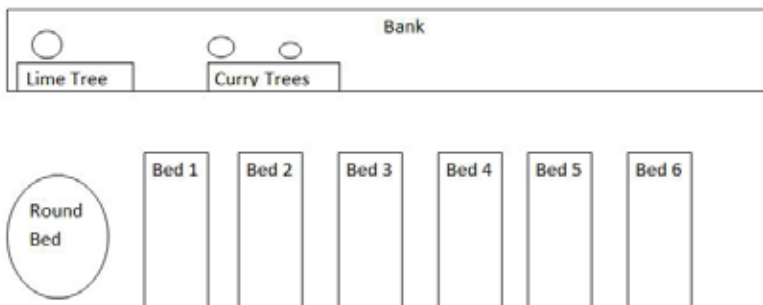 Bank
Lime Tree
Curry Trees
Bed 1
Bed 2
Bed 3
Bed 4
Bed 5
Bed 6
Round
Bed